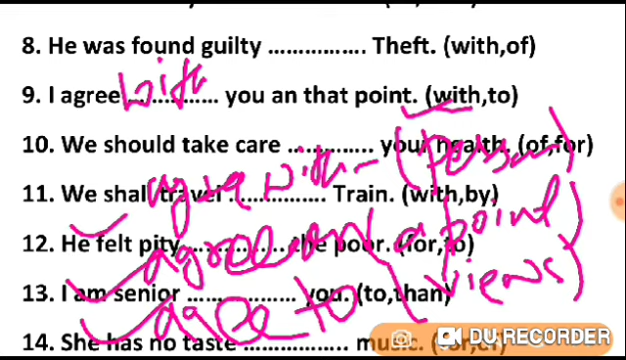 8. He was found guilty ................ Theft. (with,of)
9. I agree with you an that point. (with,to)
10. We should take care .............. your health. (of,for)
agree with - (person)
11. We shall travel ................ Train. (with,by)
agree on (a point)
12. He felt pity ................ the poor. (for,to)
agree to (views)
13. I am senior ................ you. (to,than)
14. She has no taste ................ music. (for,of)
DU RECORDER